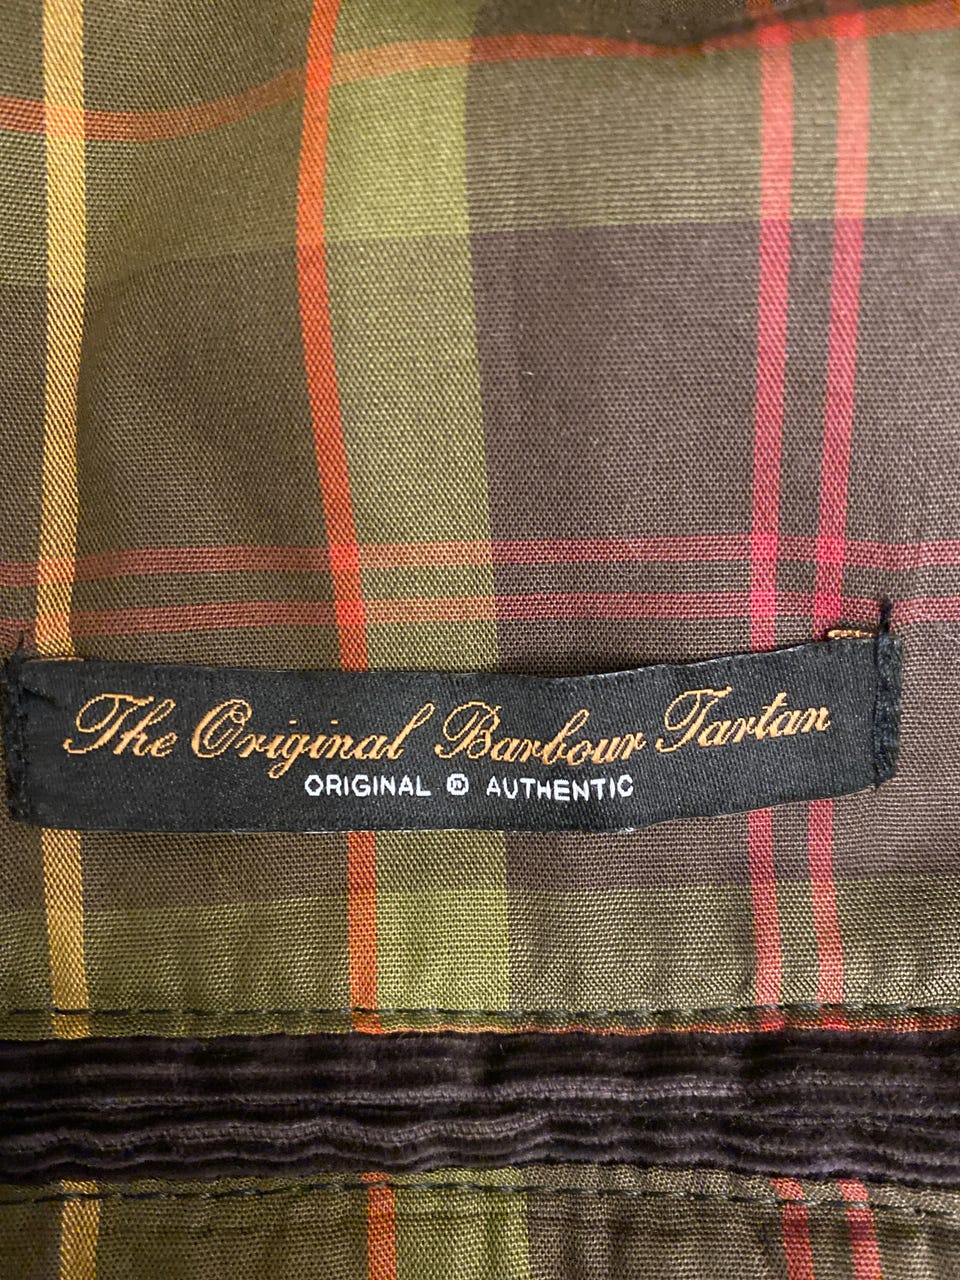 The Original Barbour Tartan
ORIGINAL ® AUTHENTIC